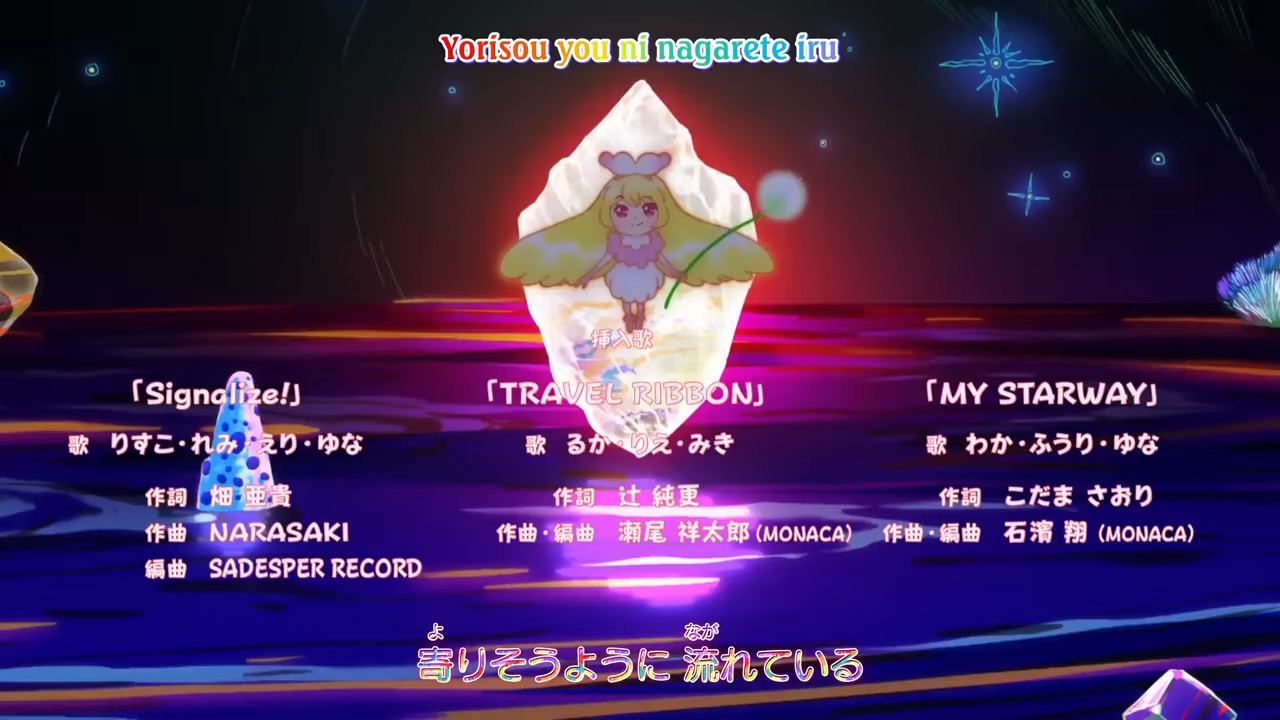 Yorisou you ni nagarete iru
挿入歌
「Signalize!」
歌 りすこ・れみ・えり・ゆな
作詞 畑 亜貴
作曲 NARASAKI
編曲 SADESPER RECORD
「TRAVEL RIBBON」
歌 るか・りえ・みき
作詞 辻 純更
作曲・編曲 瀬尾 祥太郎(MONACA)
「MY STARWAY」
歌 わか・ふうり・ゆな
作詞 こだま さおり
作曲・編曲 石濱 翔(MONACA)
よ なが
寄りそうように 流れている